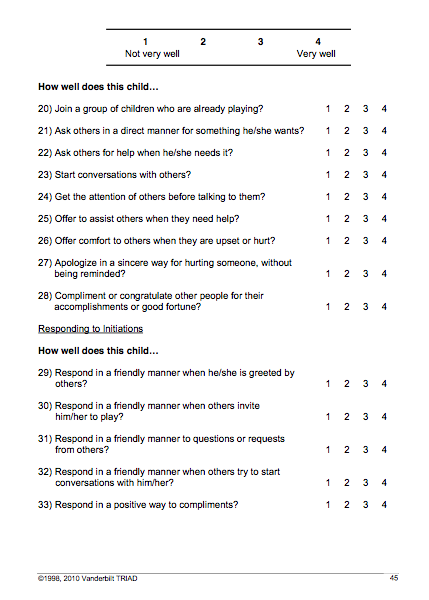 1 2 3 4
Not very well Very well
How well does this child…
20) Join a group of children who are already playing? 1 2 3 4
21) Ask others in a direct manner for something he/she wants? 1 2 3 4
22) Ask others for help when he/she needs it? 1 2 3 4
23) Start conversations with others? 1 2 3 4
24) Get the attention of others before talking to them? 1 2 3 4
25) Offer to assist others when they need help? 1 2 3 4
26) Offer comfort to others when they are upset or hurt? 1 2 3 4
27) Apologize in a sincere way for hurting someone, without
being reminded? 1 2 3 4
28) Compliment or congratulate other people for their
accomplishments or good fortune? 1 2 3 4
Responding to Initiations
How well does this child…
29) Respond in a friendly manner when he/she is greeted by
others? 1 2 3 4
30) Respond in a friendly manner when others invite
him/her to play? 1 2 3 4
31) Respond in a friendly manner to questions or requests
from others? 1 2 3 4
32) Respond in a friendly manner when others try to start
conversations with him/her? 1 2 3 4
33) Respond in a positive way to compliments? 1 2 3 4
©1998, 2010 Vanderbilt TRIAD 45